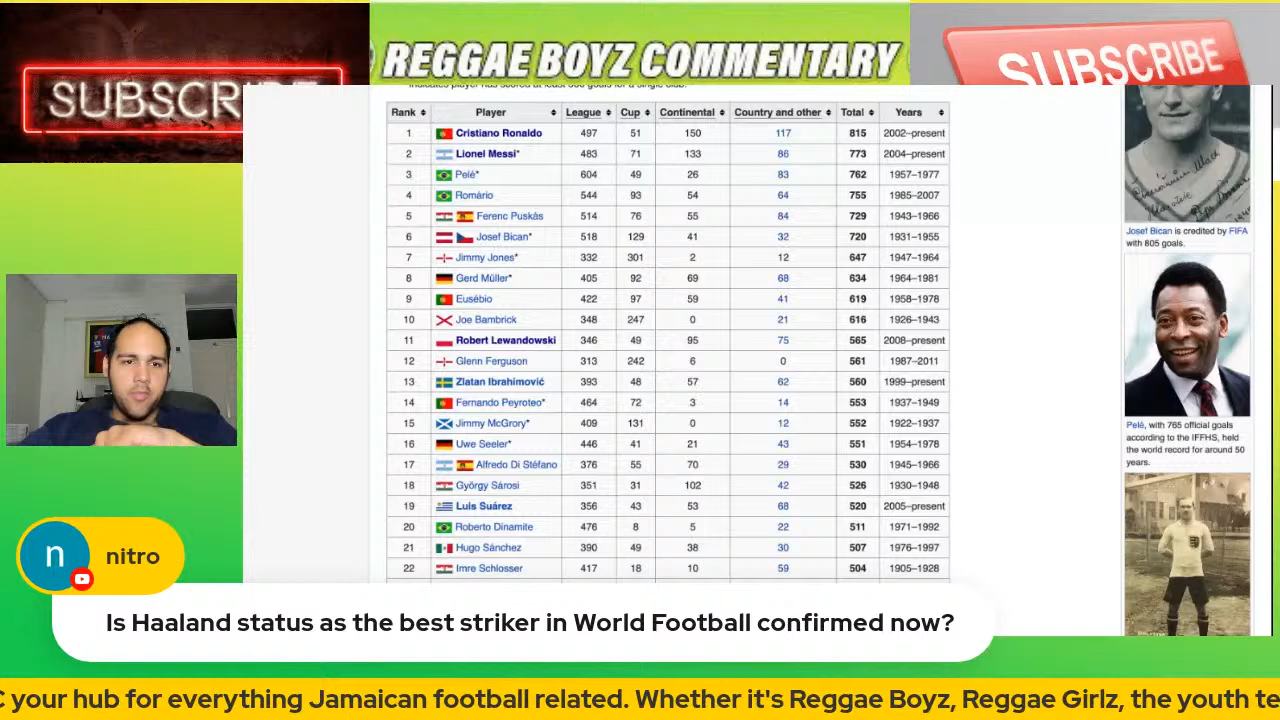 SUBSCRIBE
REGGAE BOYZ COMMENTARY
SUBSCRIBE
indicates player has scored at least 500 goals for a single club.
Rank Player League Cup Continental Country and other Total Years
1 Cristiano Ronaldo 497 51 150 117 815 2002–present
2 Lionel Messi* 483 71 133 86 773 2004–present
3 Pelé* 604 49 26 83 762 1957–1977
4 Romário 544 93 54 64 755 1985–2007
5 Ferenc Puskás 514 76 55 84 729 1943–1966
6 Josef Bican* 518 129 41 32 720 1931–1955
7 Jimmy Jones* 332 301 2 12 647 1947–1964
8 Gerd Müller* 405 92 69 68 634 1964–1981
9 Eusébio 422 97 59 41 619 1958–1978
10 Joe Bambrick 348 247 0 21 616 1926–1943
11 Robert Lewandowski 346 49 95 75 565 2008–present
12 Glenn Ferguson 313 242 6 0 561 1987–2011
13 Zlatan Ibrahimović 393 48 57 62 560 1999–present
14 Fernando Peyroteo* 464 72 3 14 553 1937–1949
15 Jimmy McGrory* 409 131 0 12 552 1922–1937
16 Uwe Seeler* 446 41 21 43 551 1954–1978
17 Alfredo Di Stéfano 376 55 70 29 530 1945–1966
18 György Sárosi 351 31 102 42 526 1930–1948
19 Luis Suárez 356 43 53 68 520 2005–present
20 Roberto Dinamite 476 8 5 22 511 1971–1992
21 Hugo Sánchez 390 49 38 30 507 1976–1997
22 Imre Schlosser 417 18 10 59 504 1905–1928
Josef Bican is credited by FIFA
with 805 goals.
Pelé, with 765 official goals
according to the IFFHS, held
the world record for around 50
years.
n nitro
Is Haaland status as the best striker in World Football confirmed now?
C your hub for everything Jamaican football related. Whether it's Reggae Boyz, Reggae Girlz, the youth te